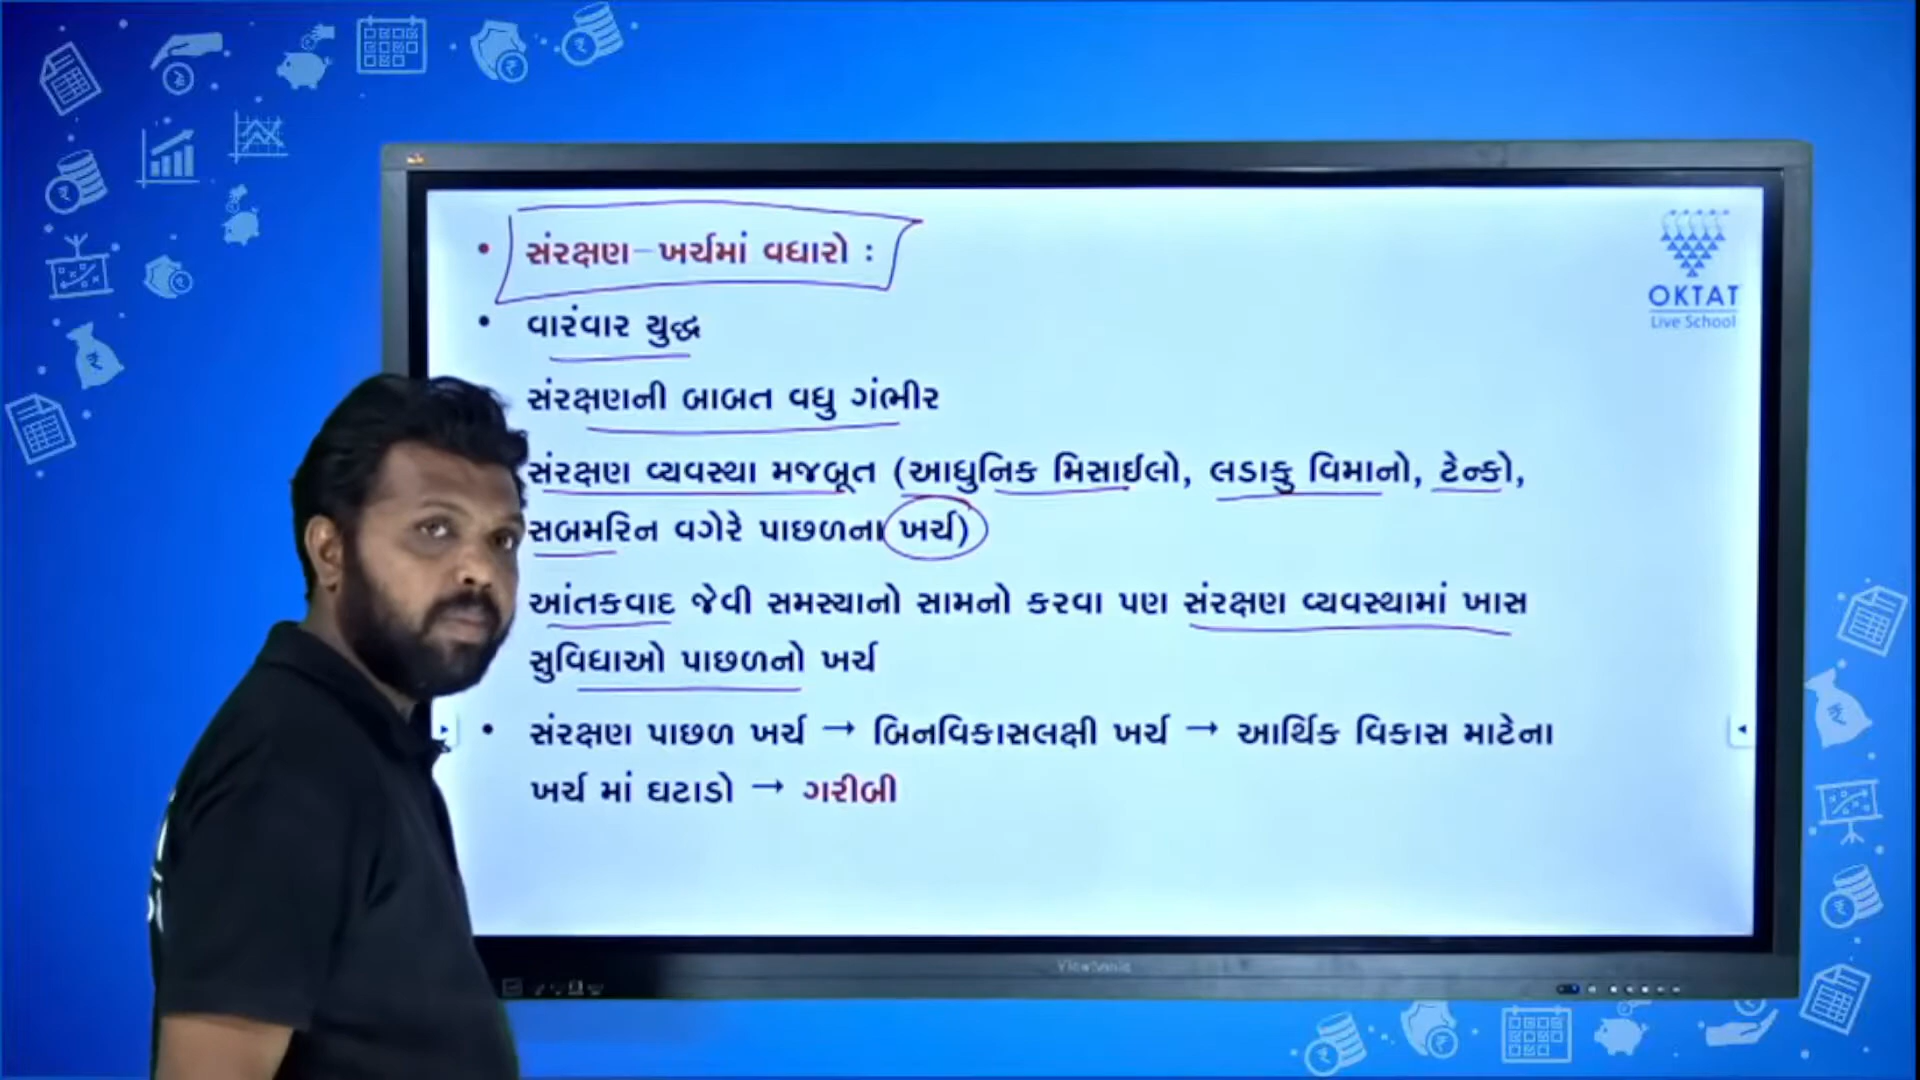 • સંરક્ષણ-ખર્ચમાં વધારો :
OKTAT
Live School
• વારંવાર યુદ્ધ
સંરક્ષણની બાબત વધુ ગંભીર
સંરક્ષણ વ્યવસ્થા મજબૂત (આધુનિક મિસાઈલો, લડાકુ વિમાનો, ટેન્કો,
સબમરિન વગેરે પાછળના ખર્ચ)
આંતકવાદ જેવી સમસ્યાનો સામનો કરવા પણ સંરક્ષણ વ્યવસ્થામાં ખાસ
સુવિધાઓ પાછળનો ખર્ચ
• સંરક્ષણ પાછળ ખર્ચ → બિનવિકાસલક્ષી ખર્ચ → આર્થિક વિકાસ માટેના
ખર્ચ માં ઘટાડો → ગરીબી
ViewSonic